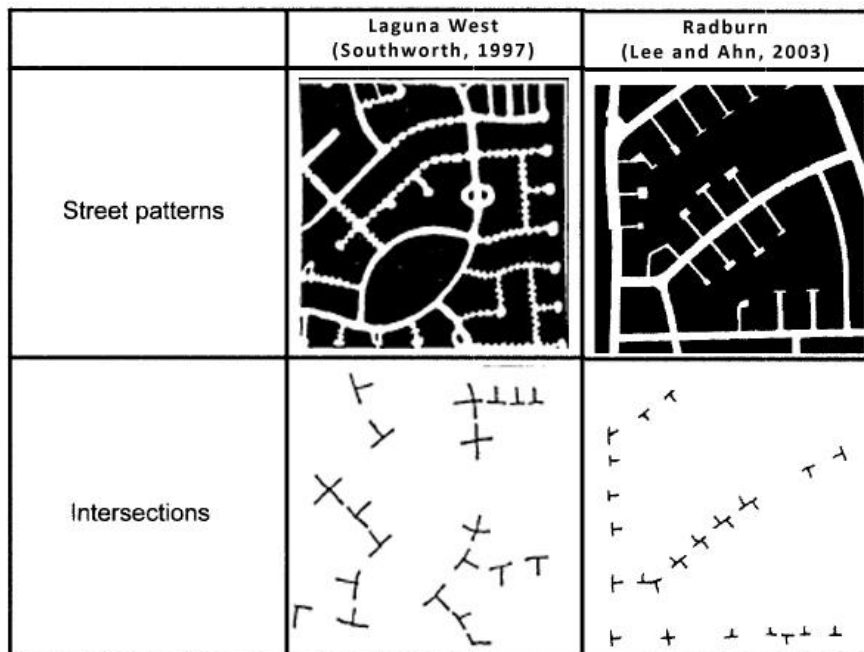 Laguna West
(Southworth, 1997)
Radburn
(Lee and Ahn, 2003)
Street patterns
Intersections